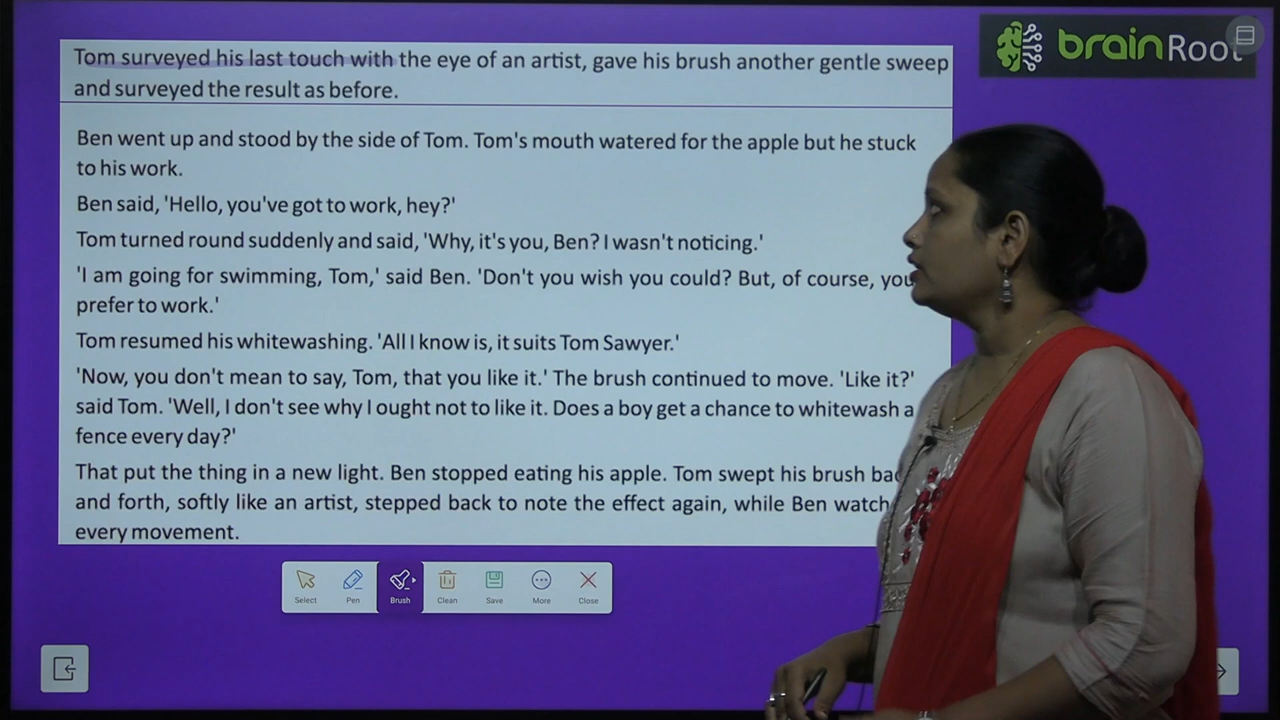 Tom surveyed his last touch with the eye of an artist, gave his brush another gentle sweep
and surveyed the result as before.
Ben went up and stood by the side of Tom. Tom's mouth watered for the apple but he stuck
to his work.
Ben said, 'Hello, you've got to work, hey?'
Tom turned round suddenly and said, 'Why, it's you, Ben? I wasn't noticing.'
'I am going for swimming, Tom,' said Ben. 'Don't you wish you could? But, of course, you
prefer to work.'
Tom resumed his whitewashing. 'All I know is, it suits Tom Sawyer.'
'Now, you don't mean to say, Tom, that you like it.' The brush continued to move. 'Like it?'
said Tom. 'Well, I don't see why I ought not to like it. Does a boy get a chance to whitewash a
fence every day?'
That put the thing in a new light. Ben stopped eating his apple. Tom swept his brush
and forth, softly like an artist, stepped back to note the effect again, while Ben
every movement.
Select Pen Brush Clean Save More Close
brainRoot